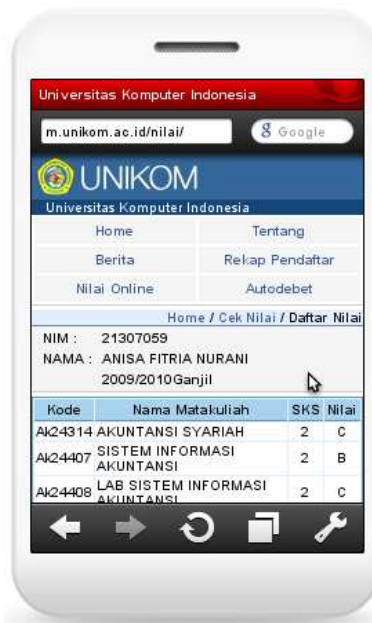 Universitas Komputer Indonesia
m.unikom.ac.id/nilai/
g Google
UNIKOM
Universitas Komputer Indonesia
Home Tentang
Berita Rekap Pendaftar
Nilai Online Autodebet
Home / Cek Nilai / Daftar Nilai
NIM : 21307059
NAMA : ANISA FITRIA NURANI
2009/2010Ganjil
Kode Nama Matakuliah SKS Nilai
Ak24314 AKUNTANSI SYARIAH 2 C
Ak24407 SISTEM INFORMASI AKUNTANSI 2 B
Ak24408 LAB SISTEM INFORMASI AKUNTANSI 2 C